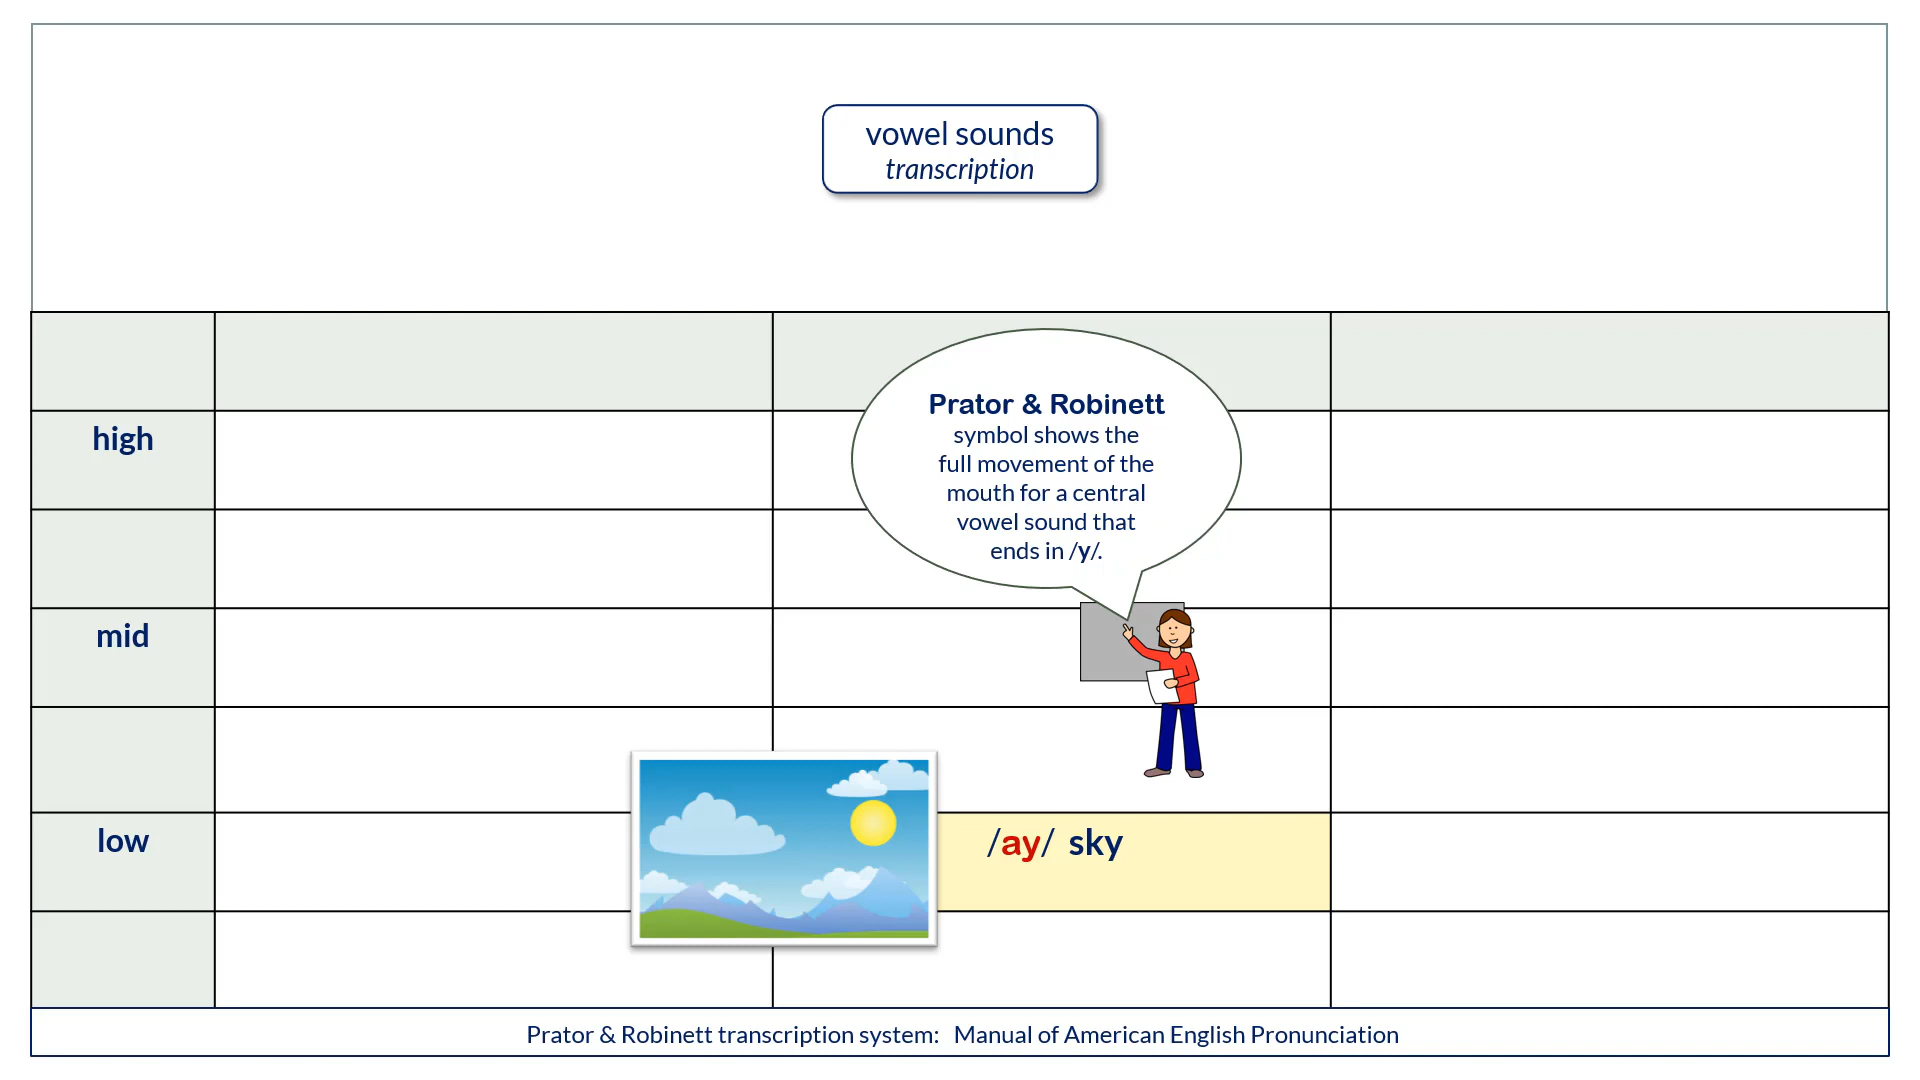 vowel sounds
transcription
Prator & Robinett
symbol shows the
full movement of the
mouth for a central
vowel sound that
ends in /y/.
high
mid
low
/ay/ sky
Prator & Robinett transcription system: Manual of American English Pronunciation